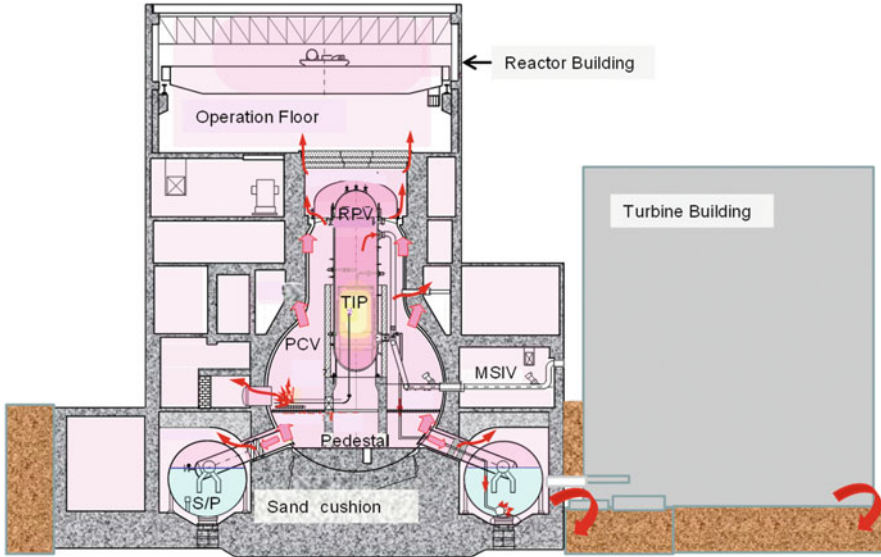 Reactor Building
Operation Floor
RPV
Turbine Building
TIP
PCV
MSIV
Pedestal
S/P
Sand cushion